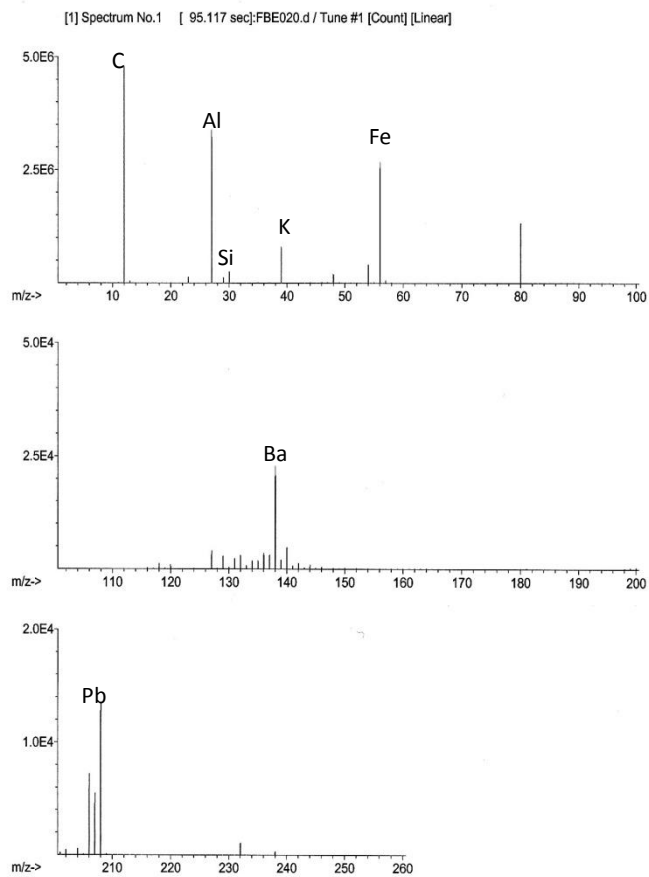 [1] Spectrum No.1 [ 95.117 sec]:FBE020.d / Tune #1 [Count] [Linear]
5.0E6
C
Al
Fe
2.5E6
Si
K
m/z-> 10 20 30 40 50 60 70 80 90 100
5.0E4
2.5E4
Ba
m/z-> 110 120 130 140 150 160 170 180 190 200
2.0E4
Pb
1.0E4
m/z-> 210 220 230 240 250 260